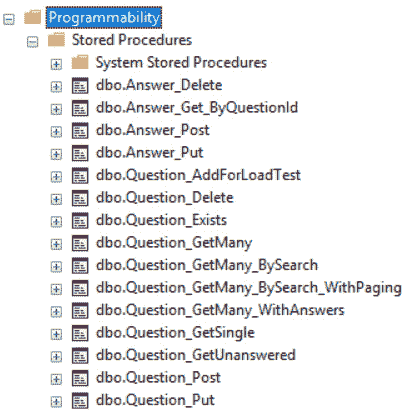 Programmability
Stored Procedures
System Stored Procedures
dbo.Answer_Delete
dbo.Answer_Get_ByQuestionId
dbo.Answer_Post
dbo.Answer_Put
dbo.Question_AddForLoadTest
dbo.Question_Delete
dbo.Question_Exists
dbo.Question_GetMany
dbo.Question_GetMany_BySearch
dbo.Question_GetMany_BySearch_WithPaging
dbo.Question_GetMany_WithAnswers
dbo.Question_GetSingle
dbo.Question_GetUnanswered
dbo.Question_Post
dbo.Question_Put